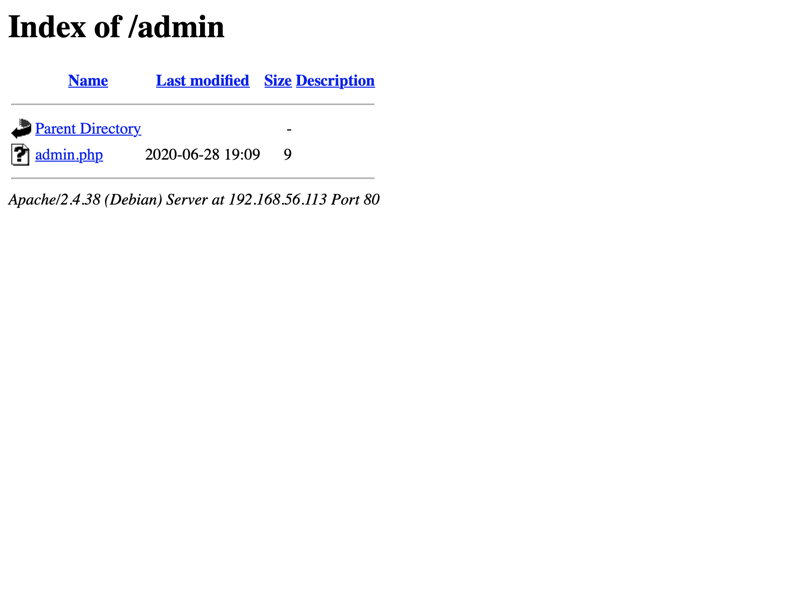 Index of /admin
Name Last modified Size Description
Parent Directory -
admin.php 2020-06-28 19:09 9
Apache/2.4.38 (Debian) Server at 192.168.56.113 Port 80